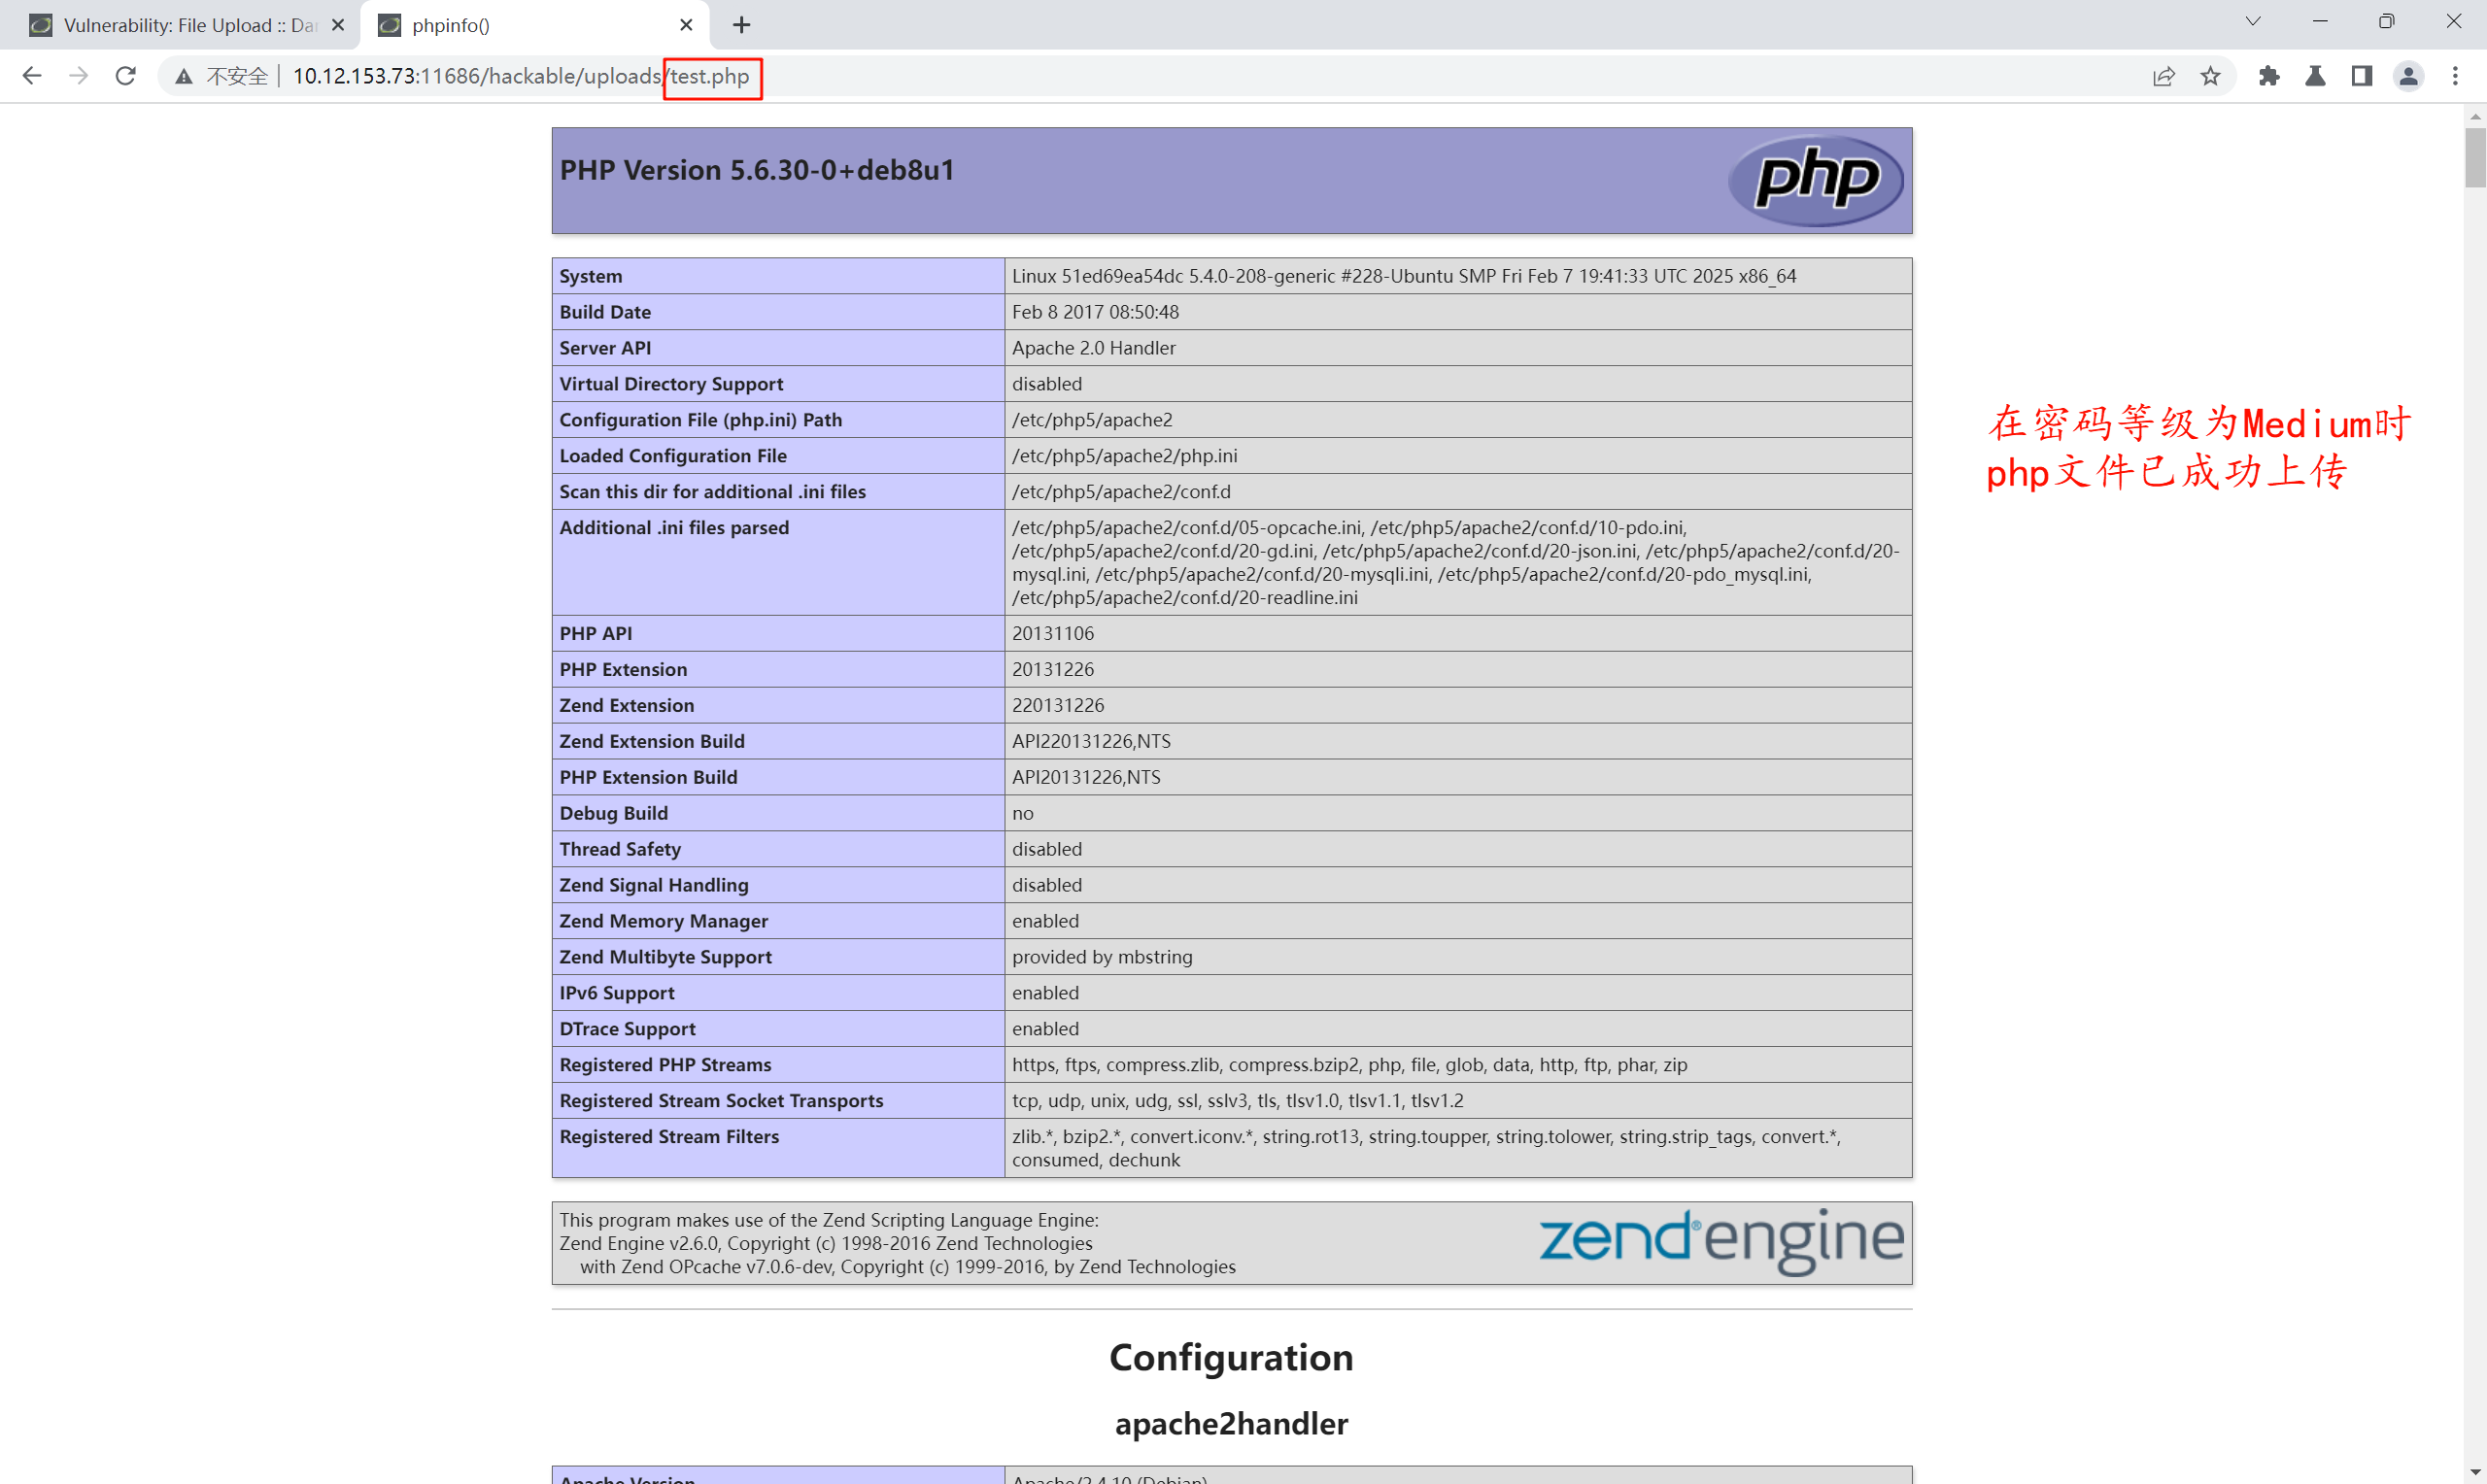 Vulnerability: File Upload :: Da
phpinfo()
不安全 10.12.153.73:11686/hackable/uploads/test.php
PHP Version 5.6.30-0+deb8u1
php
System Linux 51ed69ea54dc 5.4.0-208-generic #228-Ubuntu SMP Fri Feb 7 19:41:33 UTC 2025 x86_64
Build Date Feb 8 2017 08:50:48
Server API Apache 2.0 Handler
Virtual Directory Support disabled
Configuration File (php.ini) Path /etc/php5/apache2
在密码等级为Medium时
php文件已成功上传
Loaded Configuration File /etc/php5/apache2/php.ini
Scan this dir for additional .ini files /etc/php5/apache2/conf.d
Additional .ini files parsed /etc/php5/apache2/conf.d/05-opcache.ini, /etc/php5/apache2/conf.d/10-pdo.ini,
/etc/php5/apache2/conf.d/20-gd.ini, /etc/php5/apache2/conf.d/20-json.ini, /etc/php5/apache2/conf.d/20-
mysql.ini, /etc/php5/apache2/conf.d/20-mysqli.ini, /etc/php5/apache2/conf.d/20-pdo_mysql.ini,
/etc/php5/apache2/conf.d/20-readline.ini
PHP API 20131106
PHP Extension 20131226
Zend Extension 220131226
Zend Extension Build API220131226,NTS
PHP Extension Build API20131226,NTS
Debug Build no
Thread Safety disabled
Zend Signal Handling disabled
Zend Memory Manager enabled
Zend Multibyte Support provided by mbstring
IPv6 Support enabled
DTrace Support enabled
Registered PHP Streams https, ftps, compress.zlib, compress.bzip2, php, file, glob, data, http, ftp, phar, zip
Registered Stream Socket Transports tcp, udp, unix, udg, ssl, sslv3, tls, tlsv1.0, tlsv1.1, tlsv1.2
Registered Stream Filters zlib.*, bzip2.*, convert.iconv.*, string.rot13, string.toupper, string.tolower, string.strip_tags, convert.*,
consumed, dechunk
This program makes use of the Zend Scripting Language Engine:
Zend Engine v2.6.0, Copyright (c) 1998-2016 Zend Technologies
with Zend OPcache v7.0.6-dev, Copyright (c) 1999-2016, by Zend Technologies
zend®engine
Configuration
apache2handler
Apache Version Apache/2.4.10 (Debian)